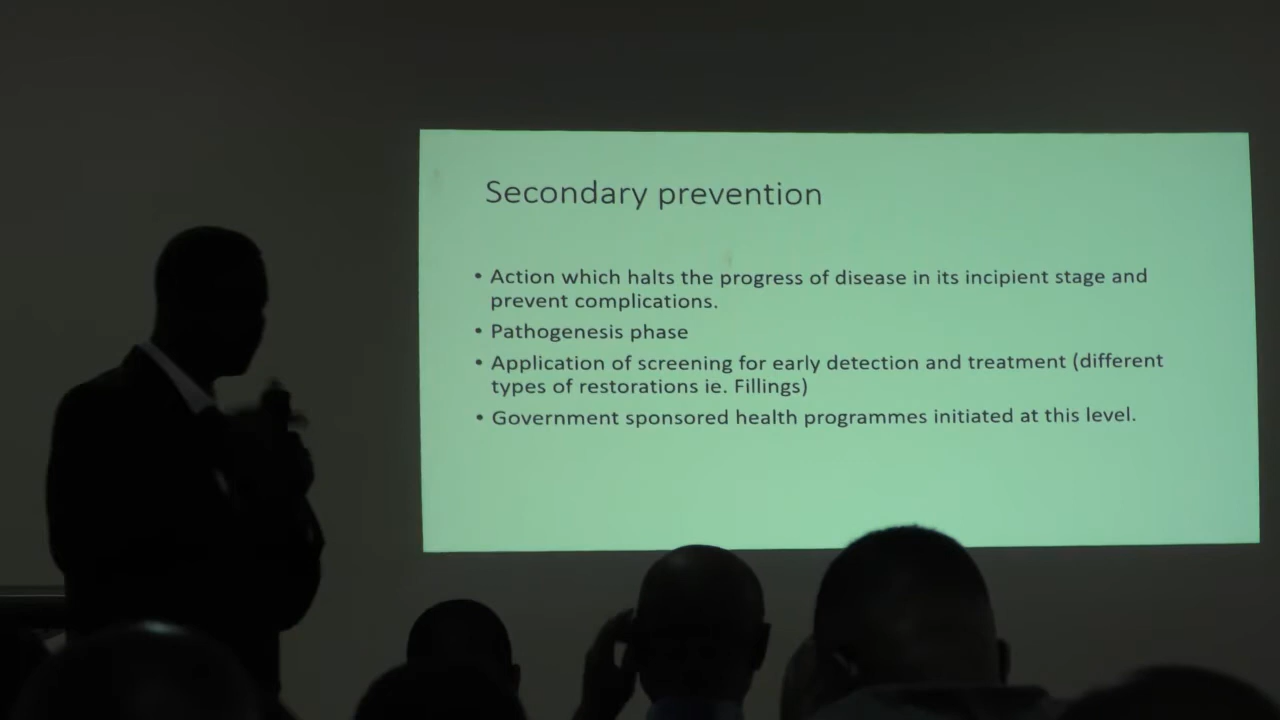 Secondary prevention
• Action which halts the progress of disease in its incipient stage and
prevent complications.
• Pathogenesis phase
• Application of screening for early detection and treatment (different
types of restorations ie. Fillings)
• Government sponsored health programmes initiated at this level.